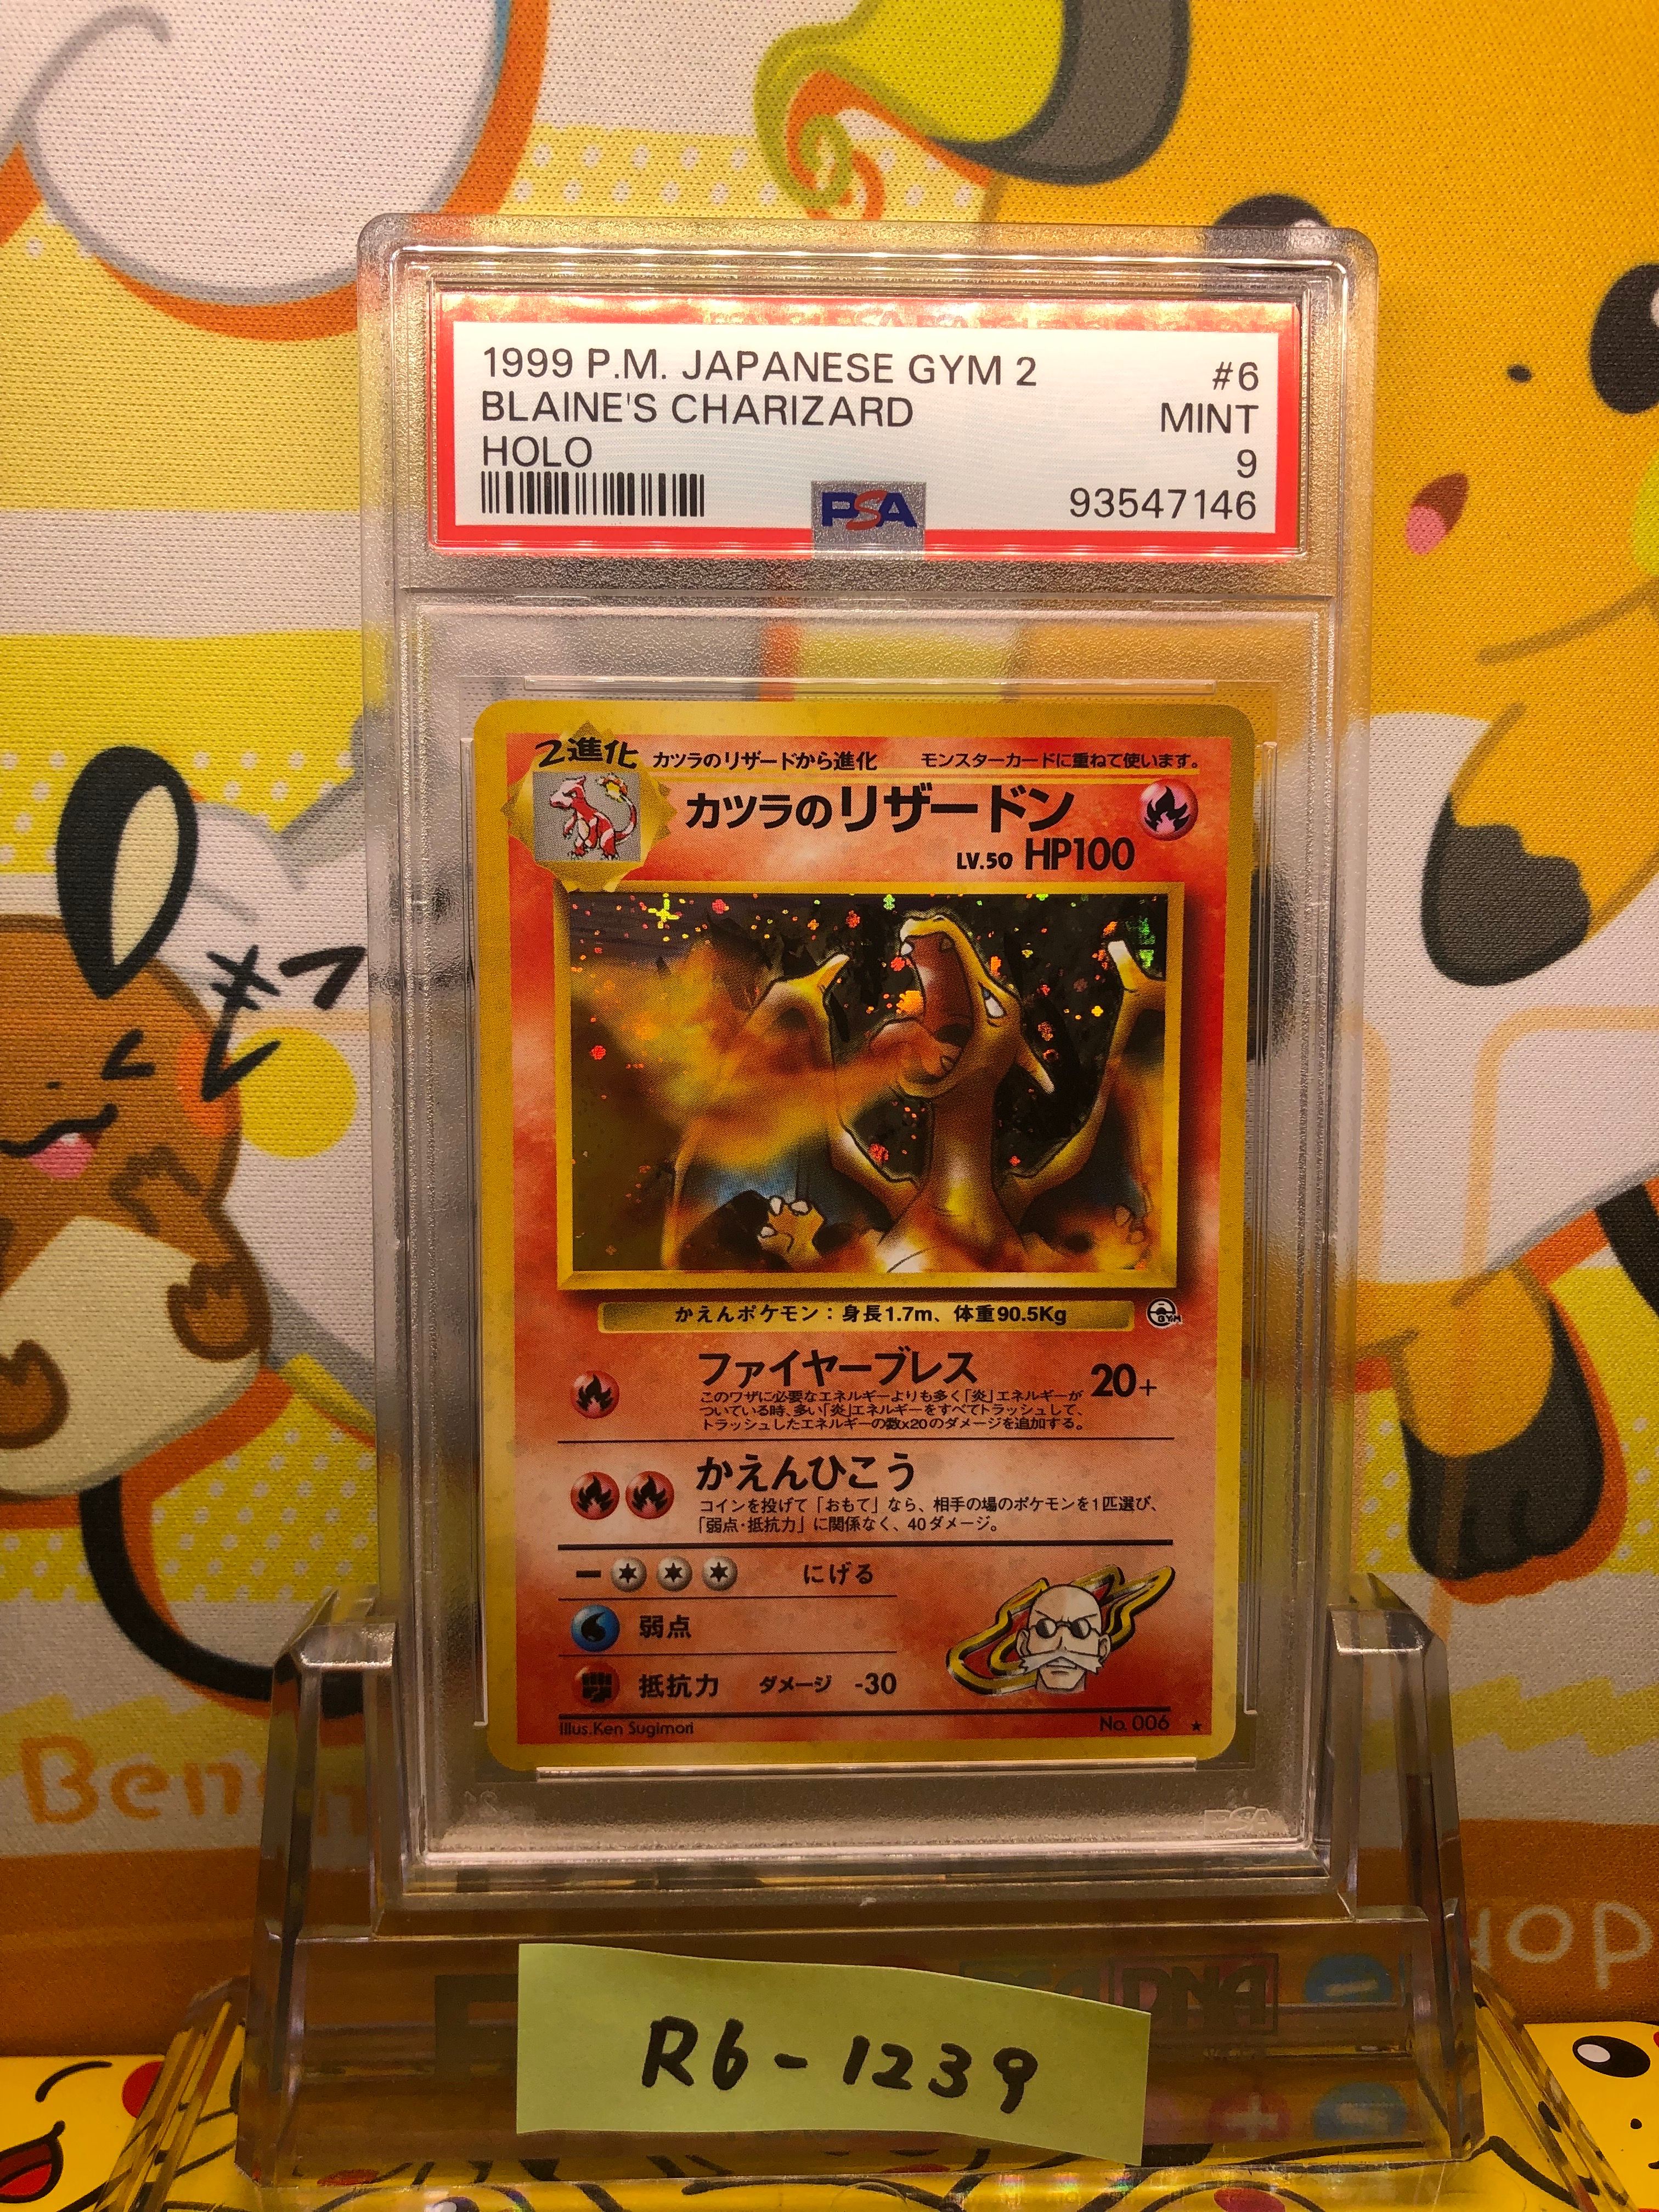 1999 P.M. JAPANESE GYM 2 #6
BLAINE'S CHARIZARD MINT
HOLO 9
PSA 93547146
2進化 カツラのリザードから進化 モンスターカードに重ねて使います。
カツラのリザードン
LV.50 HP100
かえんポケモン：身長1.7m、体重90.5Kg
GYM
ファイヤーブレス 20+
このワザに必要なエネルギーよりも多く「炎」エネルギーが
ついている時、多い「炎」エネルギーをすべてトラッシュして、
トラッシュしたエネルギーの数x20のダメージを追加する。
かえんひこう
コインを投げて「おもて」なら、相手の場のポケモンを1匹選び、
「弱点・抵抗力」に関係なく、40ダメージ。
ー にげる
弱点
抵抗力 ダメージ -30
Illus.Ken Sugimori No.006 ★
PSA
DNA
R6-1239